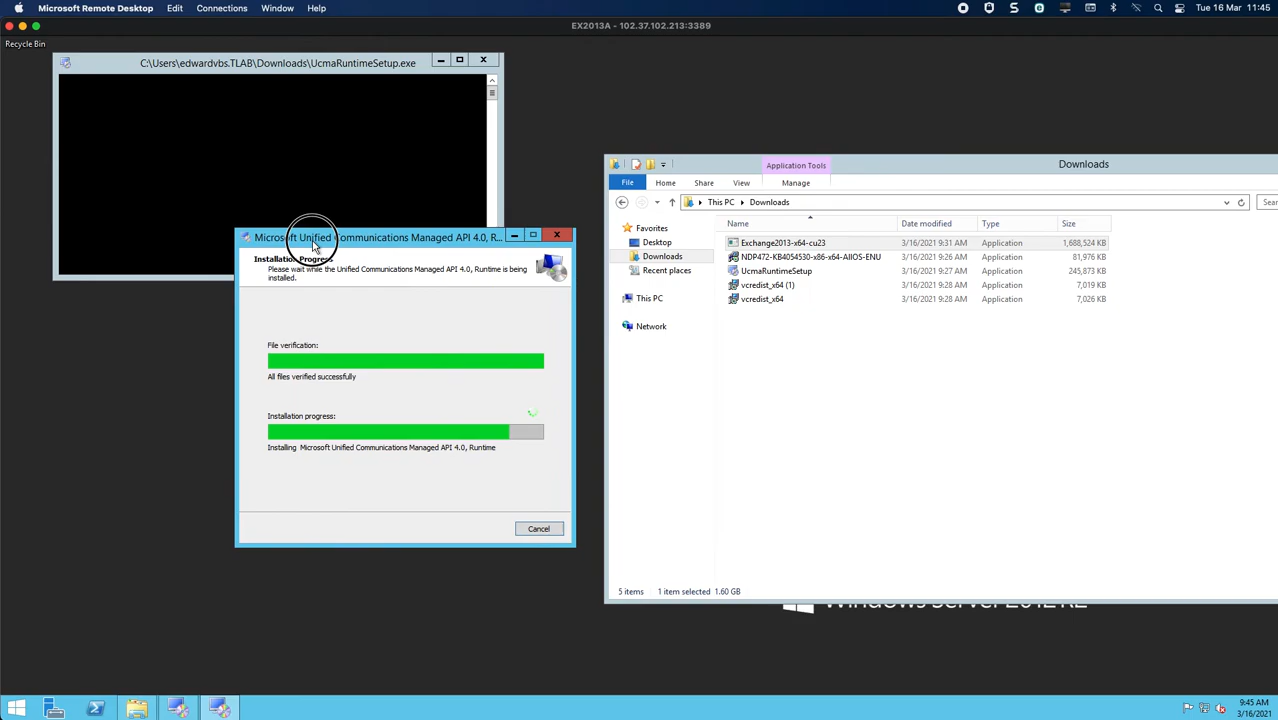 Microsoft Remote Desktop Edit Connections Window Help
Tue 16 Mar 11:45
EX2013A - 102.37.102.213:3389
Recycle Bin
C:\Users\edwardvbs.TLAB\Downloads\UcmaRuntimeSetup.exe
Microsoft Unified Communications Managed API 4.0, R...
Installation Progress
Please wait while the Unified Communications Managed API 4.0, Runtime is being
installed.
File verification:
All files verified successfully
Installation progress:
Installing Microsoft Unified Communications Managed API 4.0, Runtime
Cancel
Application Tools
Downloads
File Home Share View Manage
This PC Downloads
Sear
Favorites
Desktop
Downloads
Recent places
This PC
Network
Name Date modified Type Size
Exchange2013-x64-cu23 3/16/2021 9:31 AM Application 1,688,524 KB
NDP472-KB4054530-x86-x64-AllOS-ENU 3/16/2021 9:26 AM Application 81,976 KB
UcmaRuntimeSetup 3/16/2021 9:27 AM Application 245,873 KB
vcredist_x64 (1) 3/16/2021 9:28 AM Application 7,019 KB
vcredist_x64 3/16/2021 9:28 AM Application 7,026 KB
5 items 1 item selected 1.60 GB
Windows Server 2012 R2
9:45 AM
3/16/2021